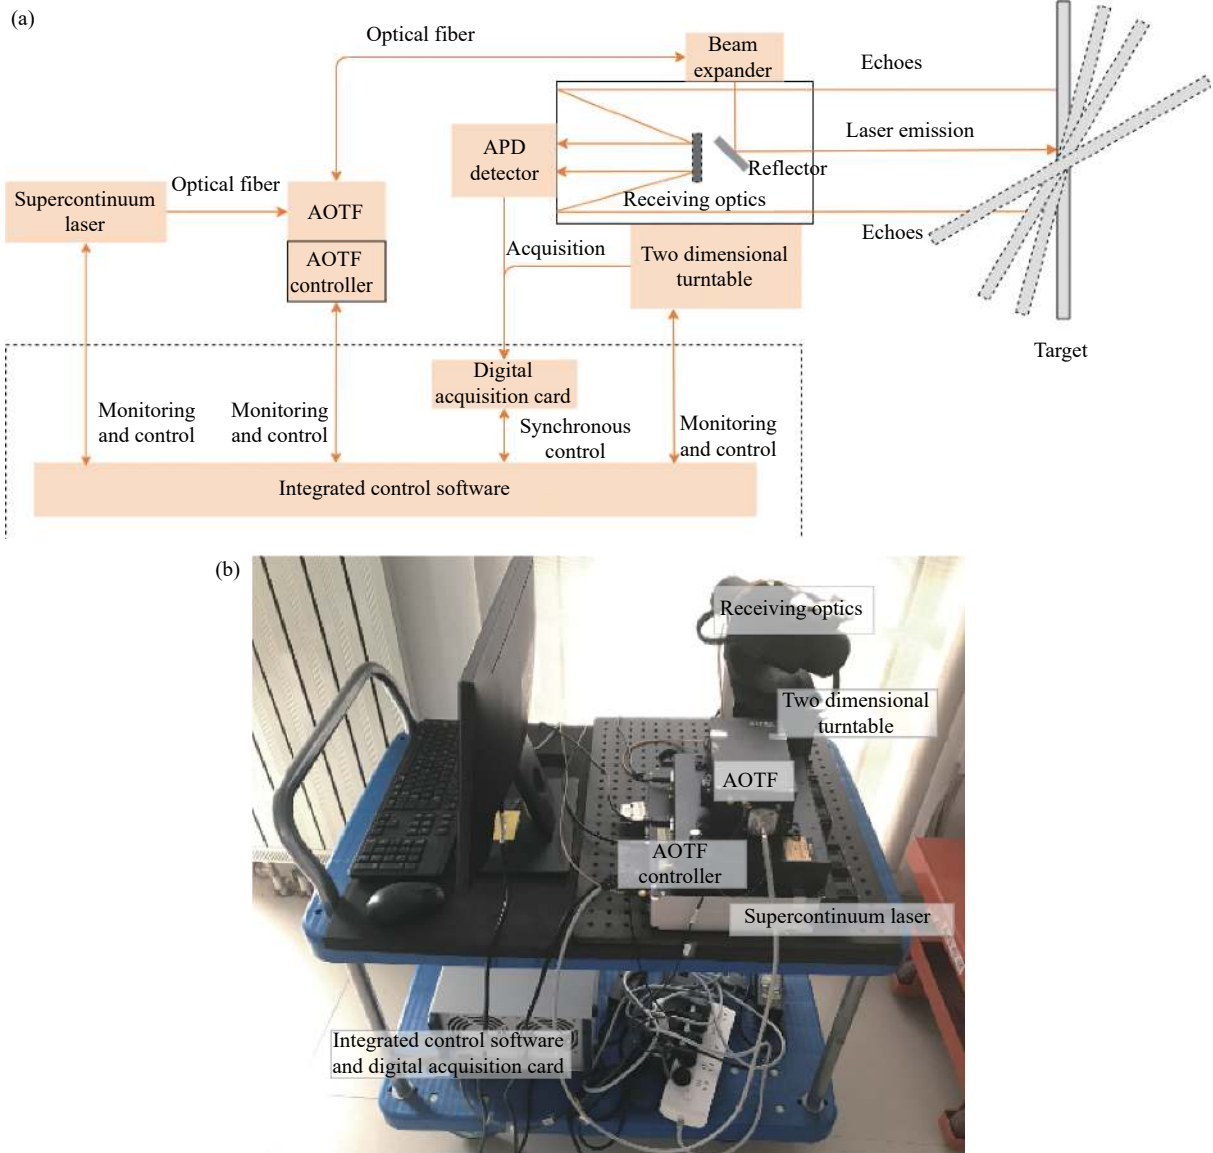 (a)
Optical fiber
Beam
expander
Echoes
Laser emission
APD
detector
Reflector
Supercontinuum
laser
Optical fiber
AOTF
Receiving optics
Echoes
AOTF
controller
Acquisition
Two dimensional
turntable
Target
Digital
acquisition card
Monitoring
and control
Monitoring
and control
Synchronous
control
Monitoring
and control
Integrated control software
(b)
Receiving optics
Two dimensional
turntable
AOTF
AOTF
controller
Supercontinuum laser
Integrated control software
and digital acquisition card